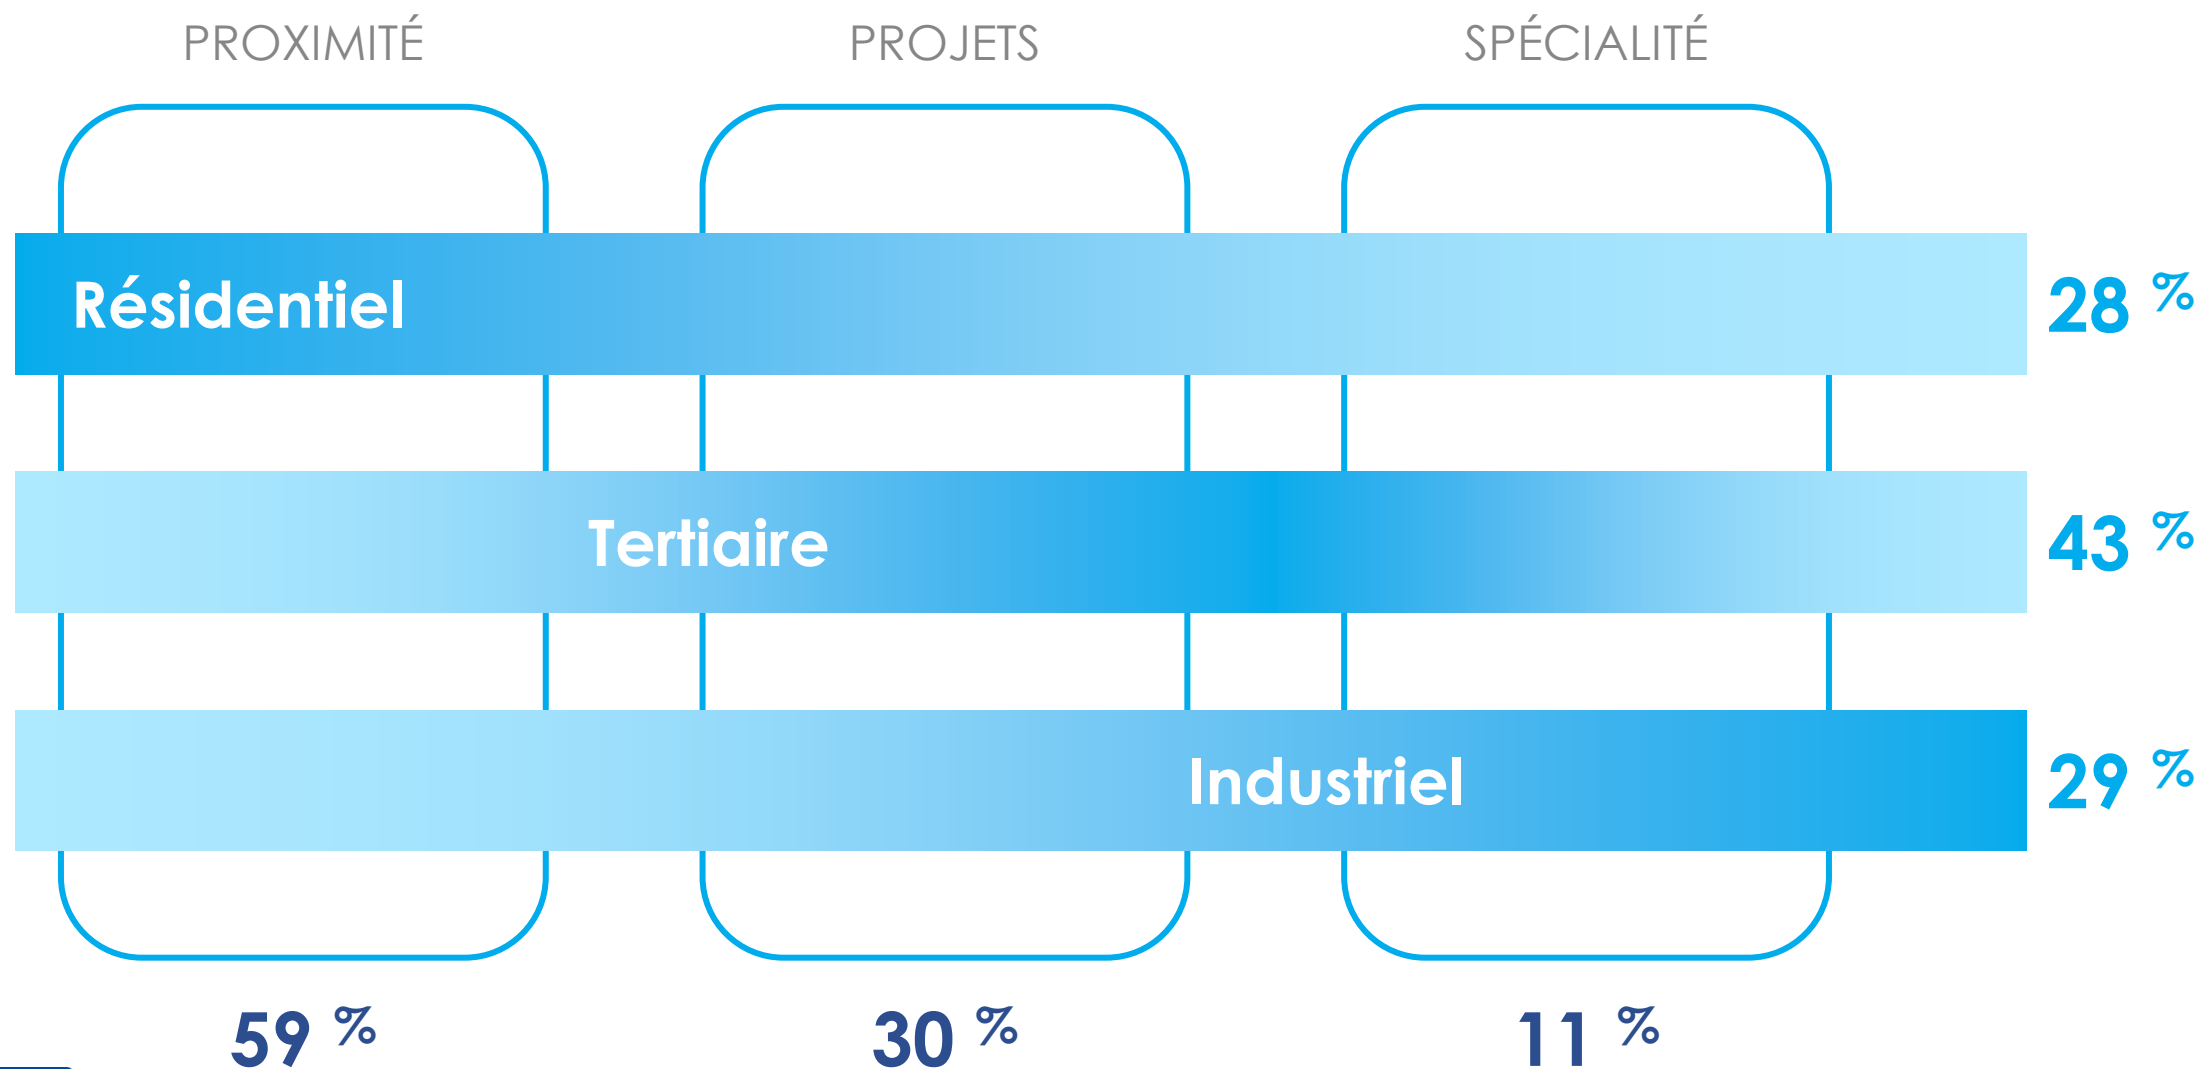 PROXIMITÉ PROJETS SPÉCIALITÉ
Résidentiel 28 %
Tertiaire 43 %
Industriel 29 %
59 % 30 % 11 %